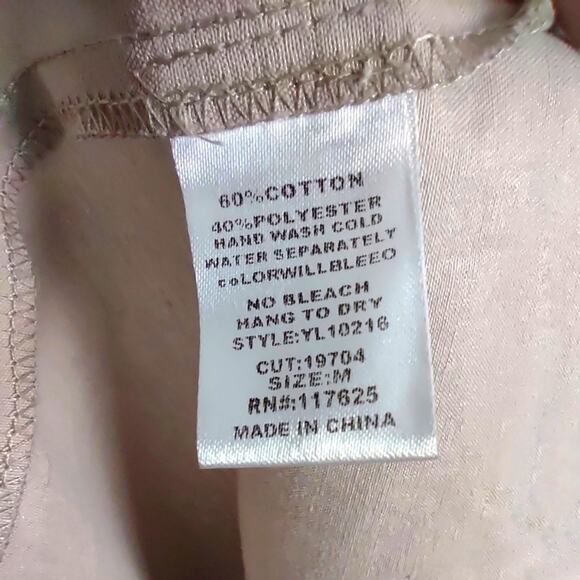 60%COTTON
40%POLYESTER
HAND WASH COLD
WATER SEPARATELY
coLORWILLBLEEO
NO BLEACH
HANG TO DRY
STYLE:YL10216
CUT:19704
SIZE:M
RN#:117625
MADE IN CHINA